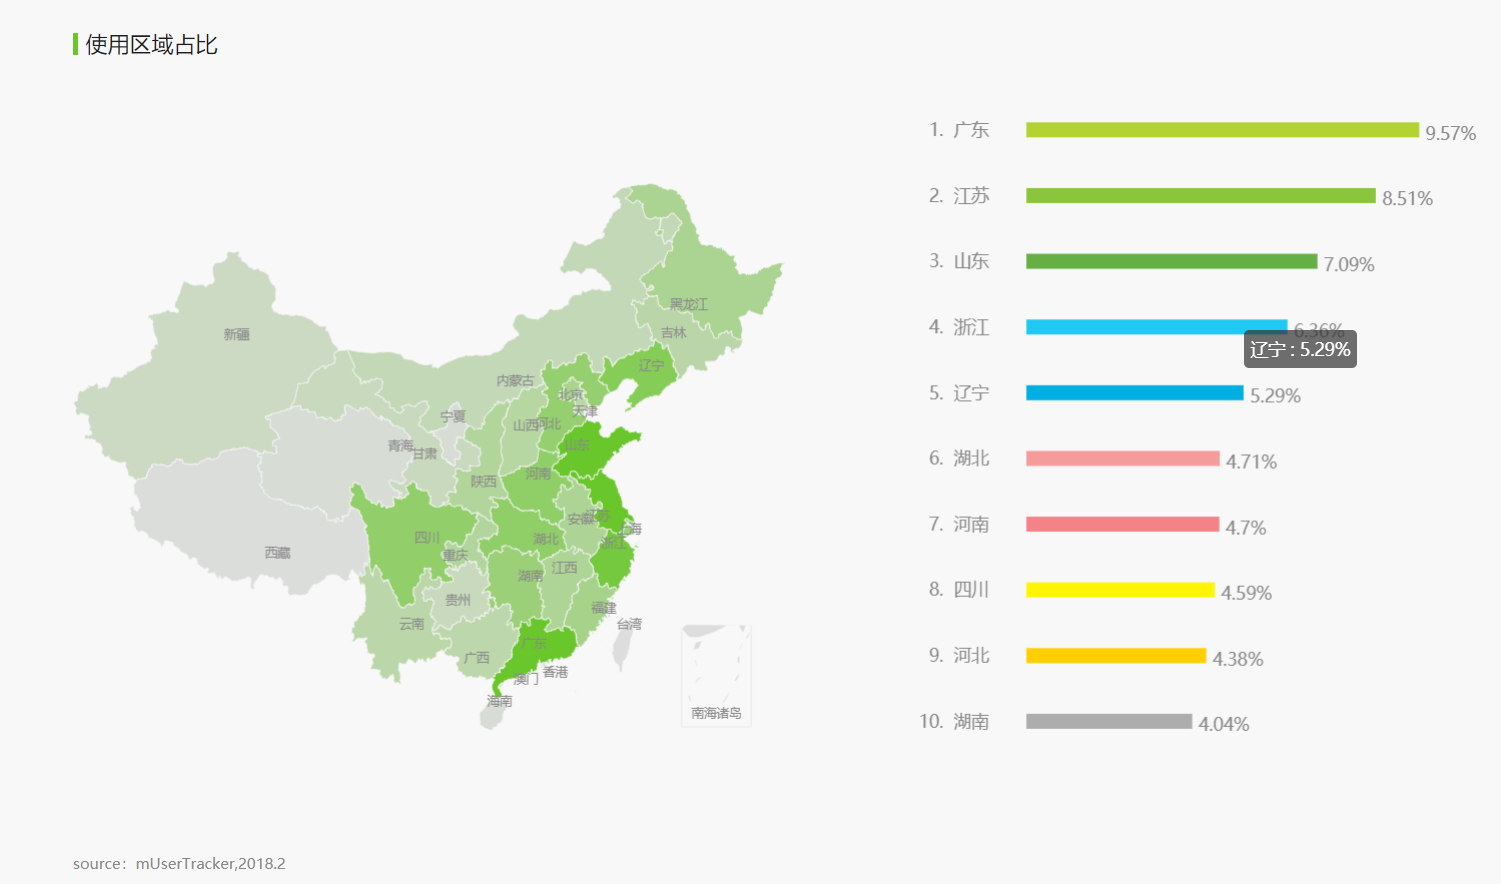 使用区域占比
1. 广东 9.57%
2. 江苏 8.51%
3. 山东 7.09%
4. 浙江 6.36%
辽宁 : 5.29%
5. 辽宁 5.29%
6. 湖北 4.71%
7. 河南 4.7%
8. 四川 4.59%
9. 河北 4.38%
10. 湖南 4.04%
黑龙江
吉林
新疆
辽宁
内蒙古
北京
天津
宁夏
山西
河北
青海
甘肃
山东
陕西
河南
安徽
江苏
上海
四川
湖北
浙江
西藏
重庆
江西
湖南
贵州
福建
云南
台湾
广东
广西
香港
澳门
海南
南海诸岛
source：mUserTracker,2018.2